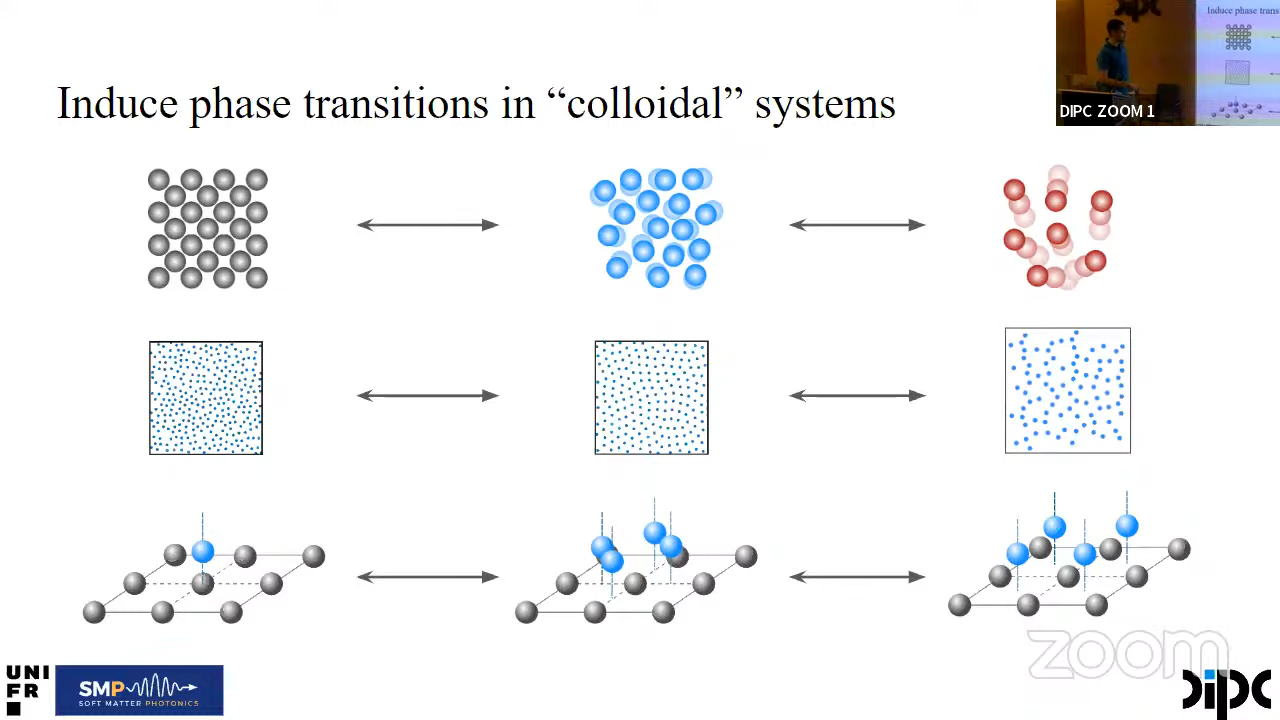 Induce phase trans
DIPC ZOOM 1
Induce phase transitions in “colloidal” systems
zoom
UNI
FR
SMP
SOFT MATTER PHOTONICS
dipc